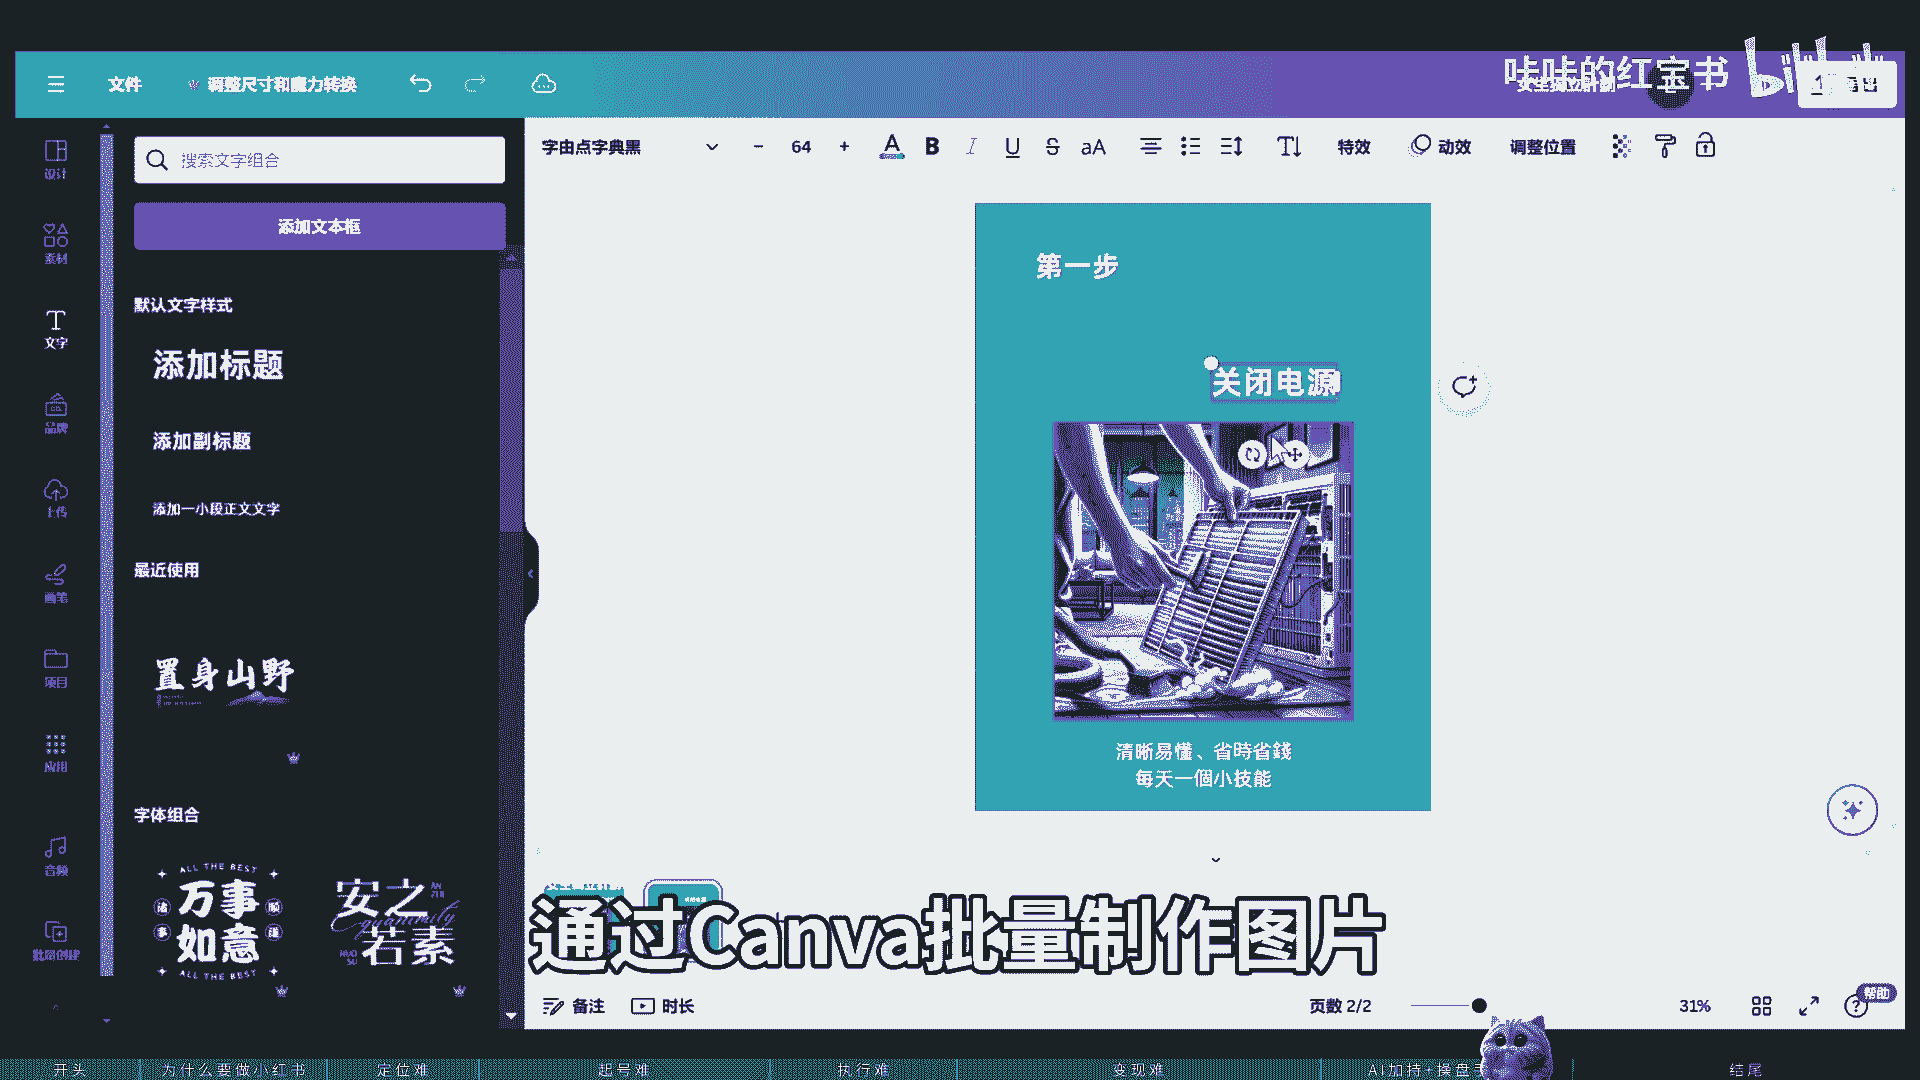 咔咔的红宝书 bilibili
文件
调整尺寸和魔力转换
设计
素材
文字
品牌
上传
画笔
项目
应用
音频
批量创建
搜索文字组合
添加文本框
默认文字样式
添加标题
添加副标题
添加一小段正文文字
最近使用
置身山野
字体组合
ALL THE BEST
万事
如意
ALL THE BEST
安之
若素
字由点字典黑
64
特效
动效
调整位置
第一步
关闭电源
清晰易懂、省時省錢
每天一個小技能
通过Canva批量制作图片
备注
时长
页数 2/2
31%
帮助
开头
为什么要做小红书
定位难
起号难
执行难
变现难
AI加持+操盘手
结尾